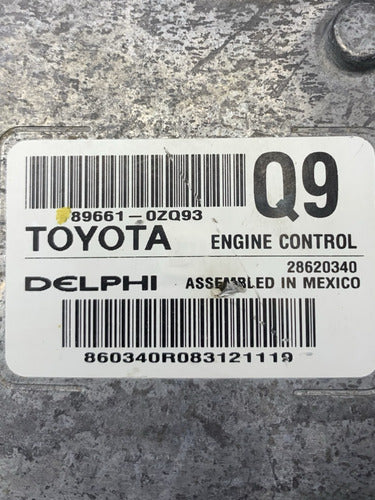 89661-0ZQ93
Q9
TOYOTA ENGINE CONTROL
28620340
DELPHI ASSEMBLED IN MEXICO
860340R083121119